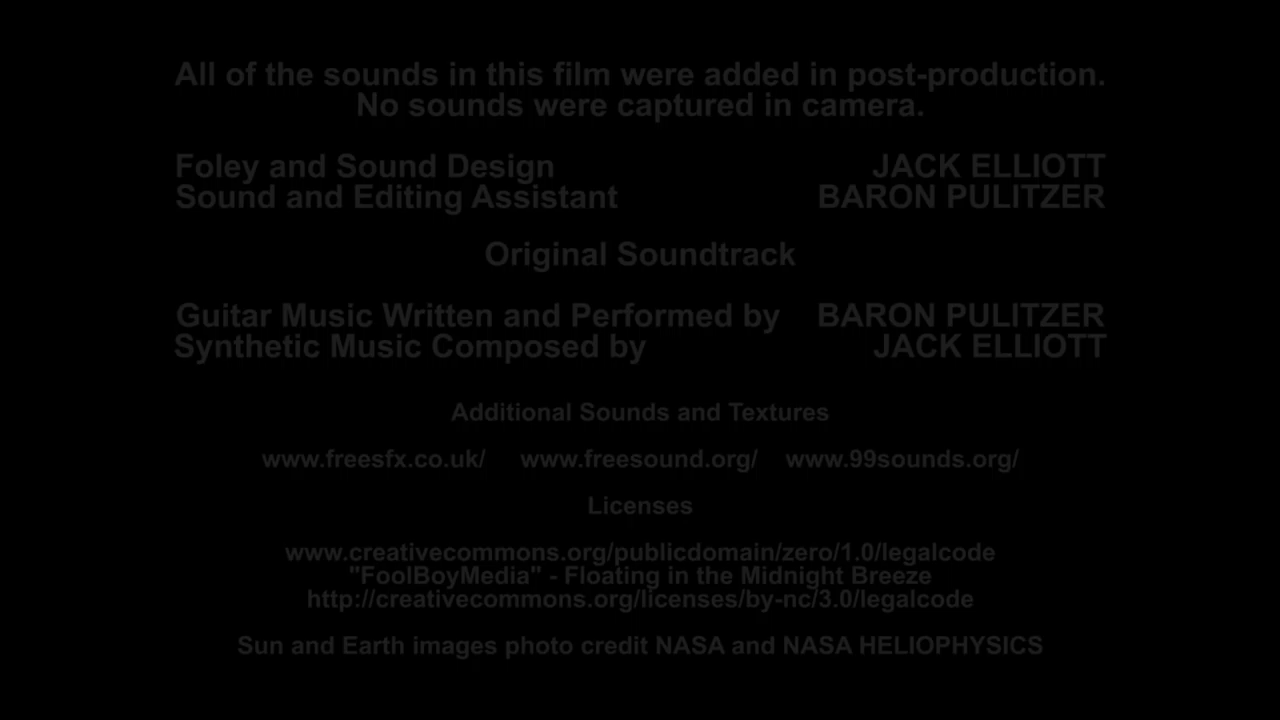 All of the sounds in this film were added in post-production.
No sounds were captured in camera.
Foley and Sound Design JACK ELLIOTT
Sound and Editing Assistant BARON PULITZER
Original Soundtrack
Guitar Music Written and Performed by BARON PULITZER
Synthetic Music Composed by JACK ELLIOTT
Additional Sounds and Textures
www.freesfx.co.uk/ www.freesound.org/ www.99sounds.org/
Licenses
www.creativecommons.org/publicdomain/zero/1.0/legalcode
"FoolBoyMedia" - Floating in the Midnight Breeze
http://creativecommons.org/licenses/by-nc/3.0/legalcode
Sun and Earth images photo credit NASA and NASA HELIOPHYSICS